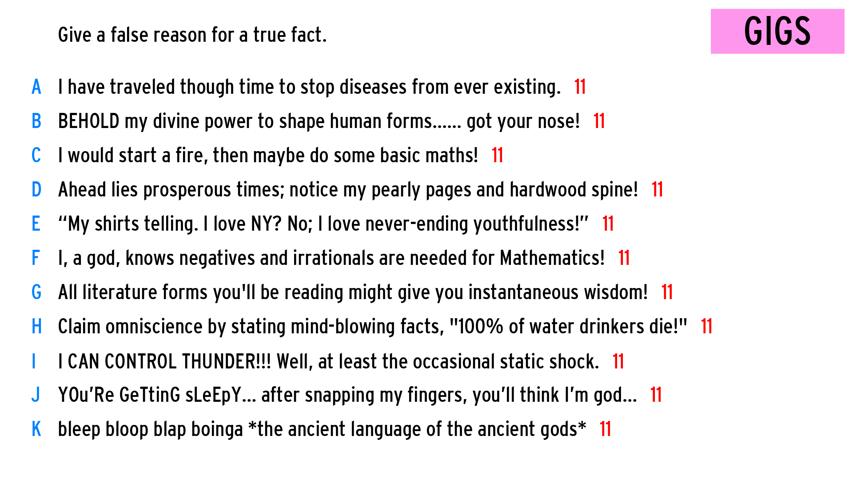 Give a false reason for a true fact.
GIGS
A I have traveled though time to stop diseases from ever existing. 11
B BEHOLD my divine power to shape human forms...... got your nose! 11
C I would start a fire, then maybe do some basic maths! 11
D Ahead lies prosperous times; notice my pearly pages and hardwood spine! 11
E “My shirts telling. I love NY? No; I love never-ending youthfulness!” 11
F I, a god, knows negatives and irrationals are needed for Mathematics! 11
G All literature forms you'll be reading might give you instantaneous wisdom! 11
H Claim omniscience by stating mind-blowing facts, "100% of water drinkers die!" 11
I I CAN CONTROL THUNDER!!! Well, at least the occasional static shock. 11
J YOu’Re GeTtinG sLeEpY... after snapping my fingers, you’ll think I’m god... 11
K bleep bloop blap boinga *the ancient language of the ancient gods* 11